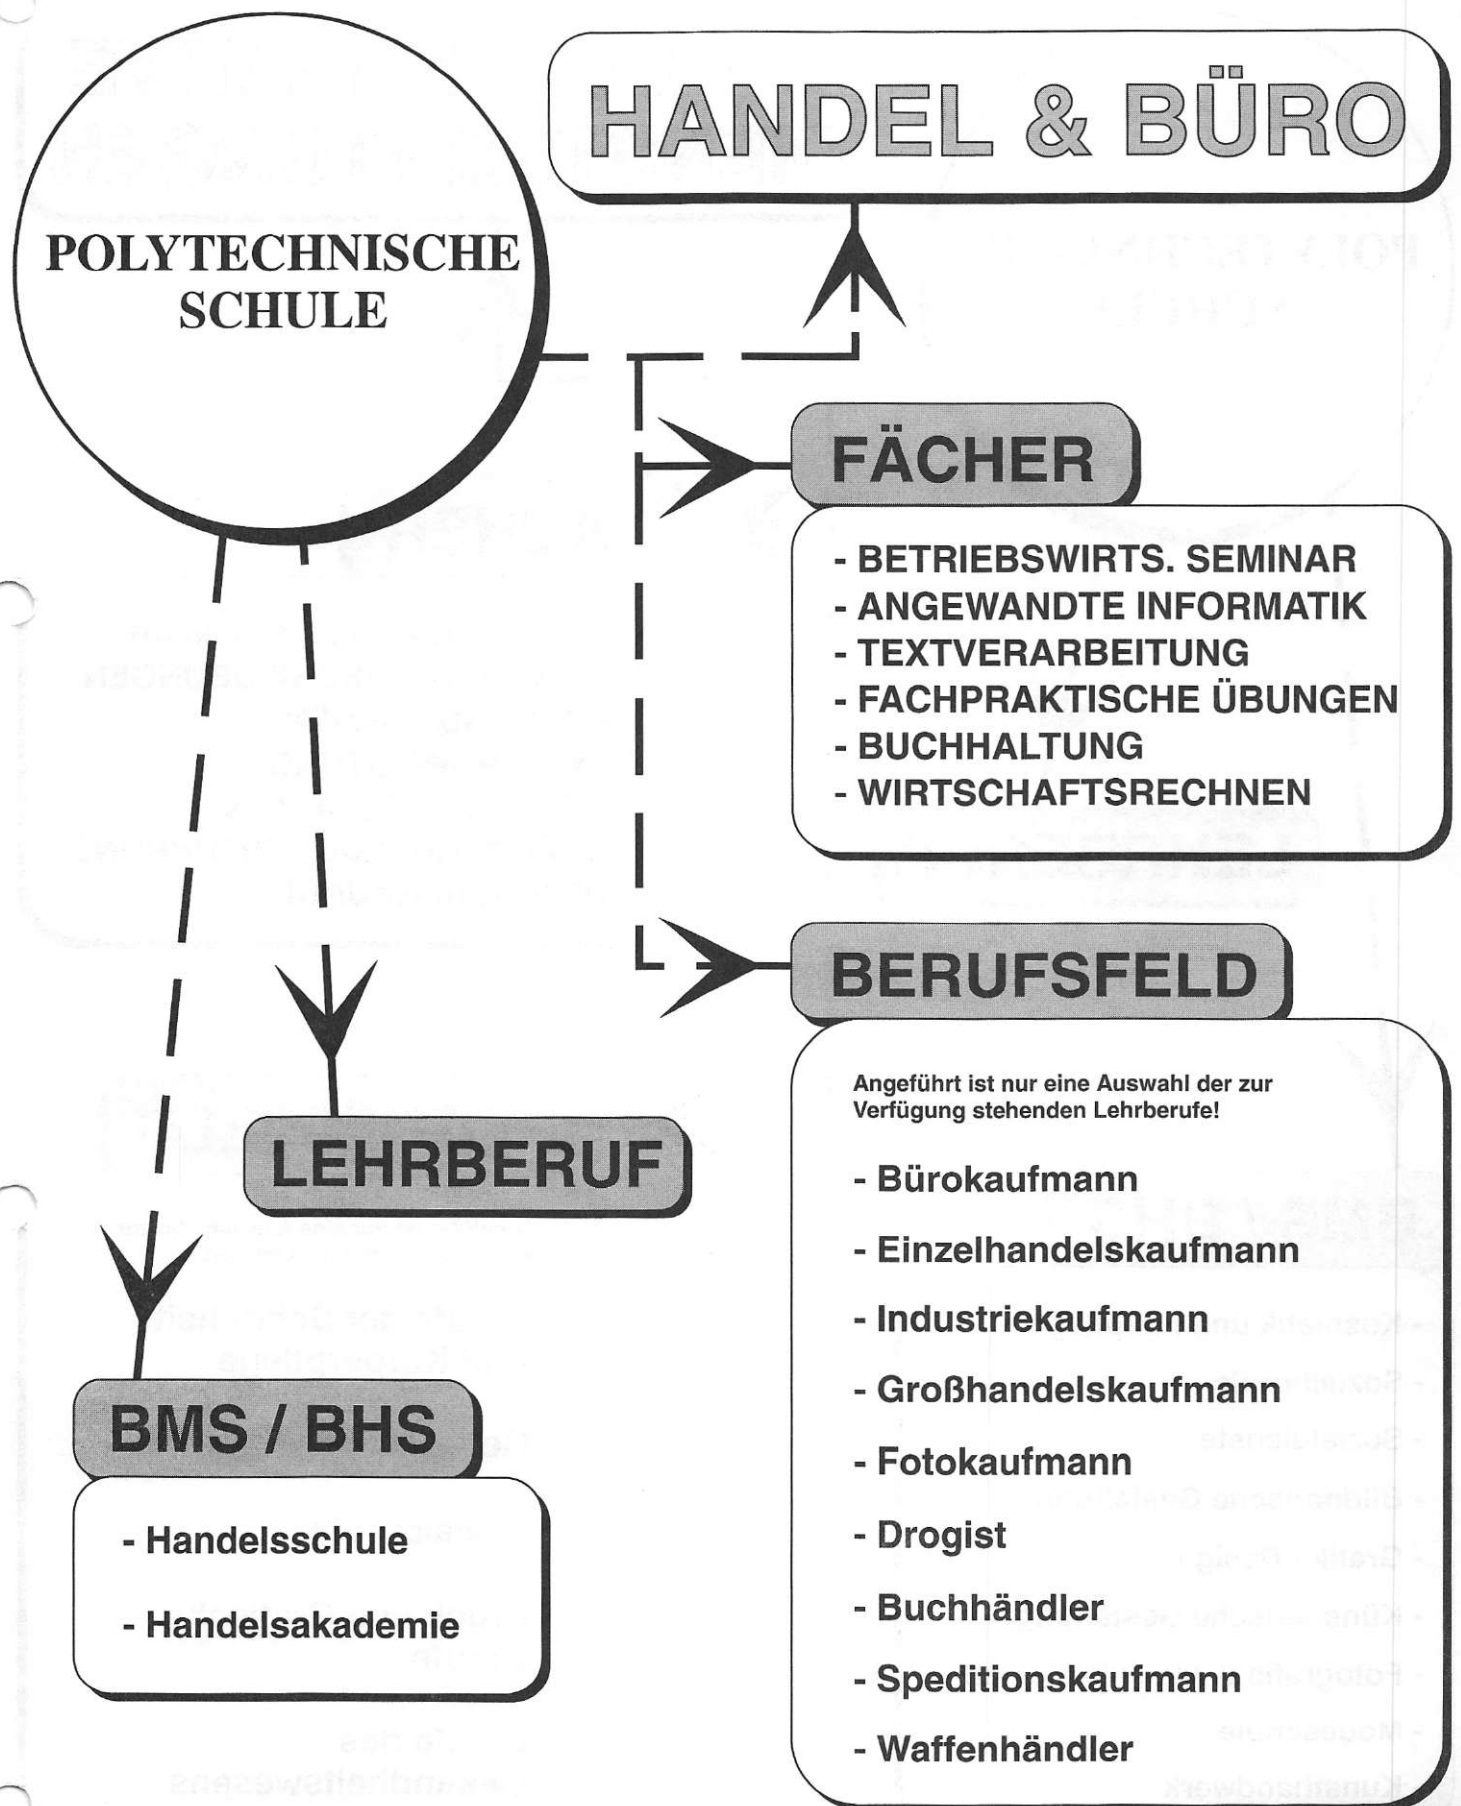 POLYTECHNISCHE
SCHULE
HANDEL & BÜRO
FÄCHER
- BETRIEBSWIRTS. SEMINAR
- ANGEWANDTE INFORMATIK
- TEXTVERARBEITUNG
- FACHPRAKTISCHE ÜBUNGEN
- BUCHHALTUNG
- WIRTSCHAFTSRECHNEN
BERUFSFELD
Angeführt ist nur eine Auswahl der zur
Verfügung stehenden Lehrberufe!
- Bürokaufmann
- Einzelhandelskaufmann
- Industriekaufmann
- Großhandelskaufmann
- Fotokaufmann
- Drogist
- Buchhändler
- Speditionskaufmann
- Waffenhändler
LEHRBERUF
BMS / BHS
- Handelsschule
- Handelsakademie